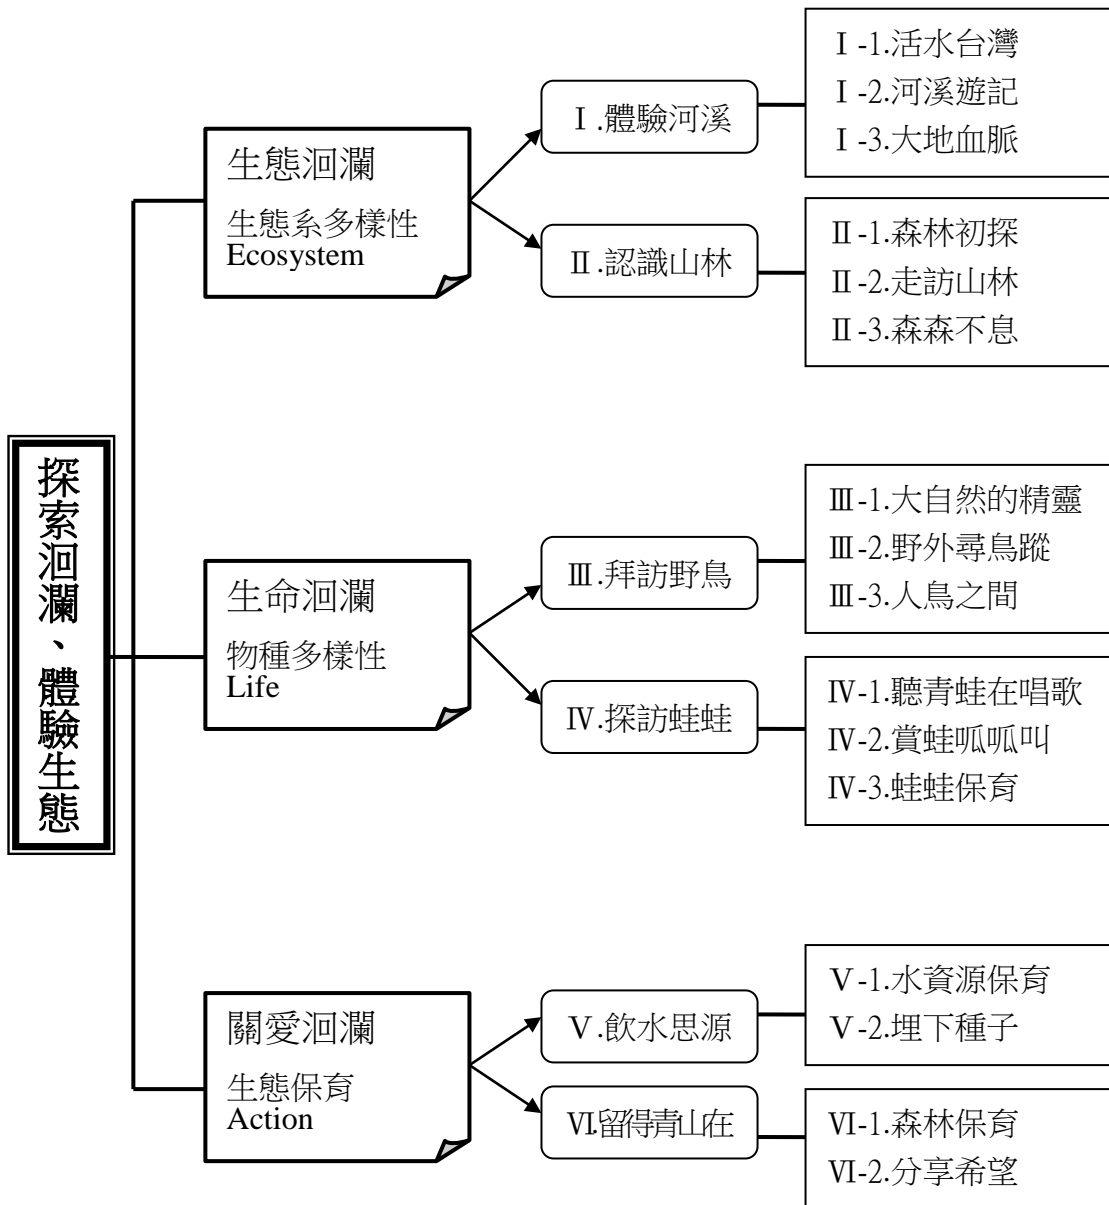 探索洄瀾、體驗生態
生態洄瀾
生態系多樣性
Ecosystem
Ⅰ.體驗河溪
Ⅰ-1.活水台灣
Ⅰ-2.河溪遊記
Ⅰ-3.大地血脈
Ⅱ.認識山林
Ⅱ-1.森林初探
Ⅱ-2.走訪山林
Ⅱ-3.森森不息
生命洄瀾
物種多樣性
Life
Ⅲ.拜訪野鳥
Ⅲ-1.大自然的精靈
Ⅲ-2.野外尋鳥蹤
Ⅲ-3.人鳥之間
Ⅳ.探訪蛙蛙
Ⅳ-1.聽青蛙在唱歌
Ⅳ-2.賞蛙呱呱叫
Ⅳ-3.蛙蛙保育
關愛洄瀾
生態保育
Action
Ⅴ.飲水思源
Ⅴ-1.水資源保育
Ⅴ-2.埋下種子
Ⅵ.留得青山在
Ⅵ-1.森林保育
Ⅵ-2.分享希望